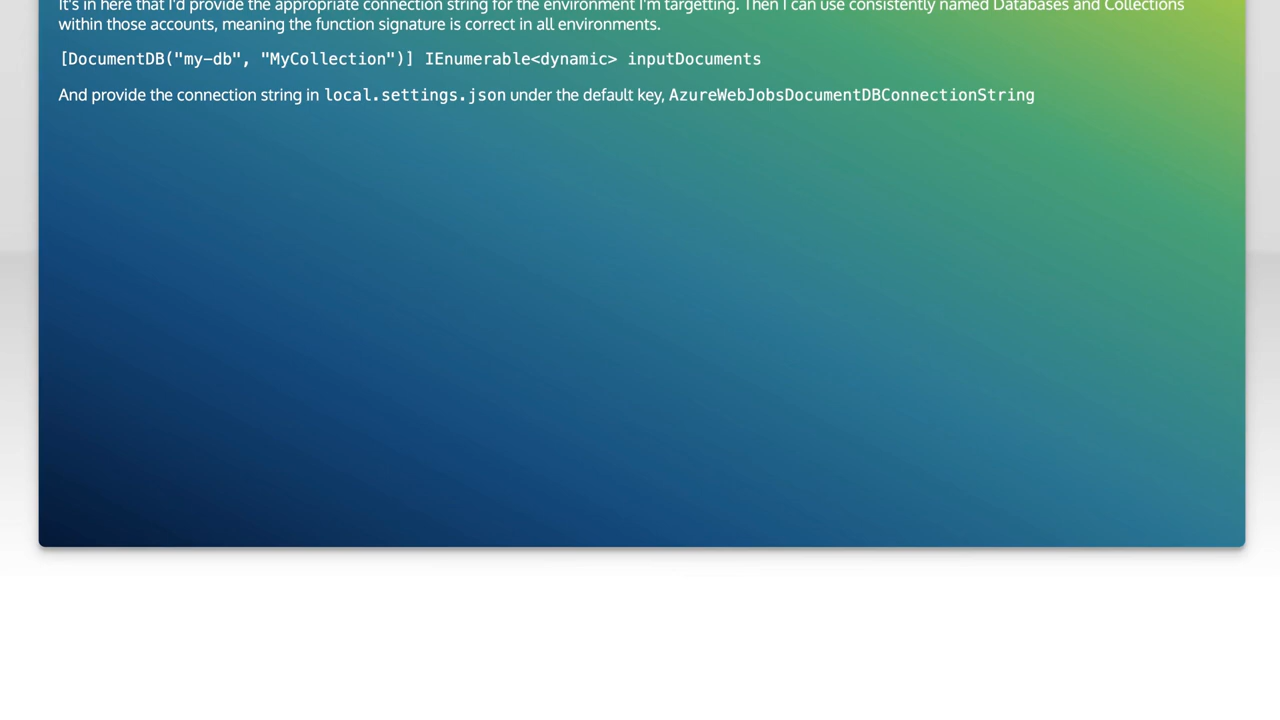 It's in here that I'd provide the appropriate connection string for the environment I'm targetting. Then I can use consistently named Databases and Collections
within those accounts, meaning the function signature is correct in all environments.
[DocumentDB("my-db", "MyCollection")] IEnumerable<dynamic> inputDocuments
And provide the connection string in local.settings.json under the default key, AzureWebJobsDocumentDBConnectionString